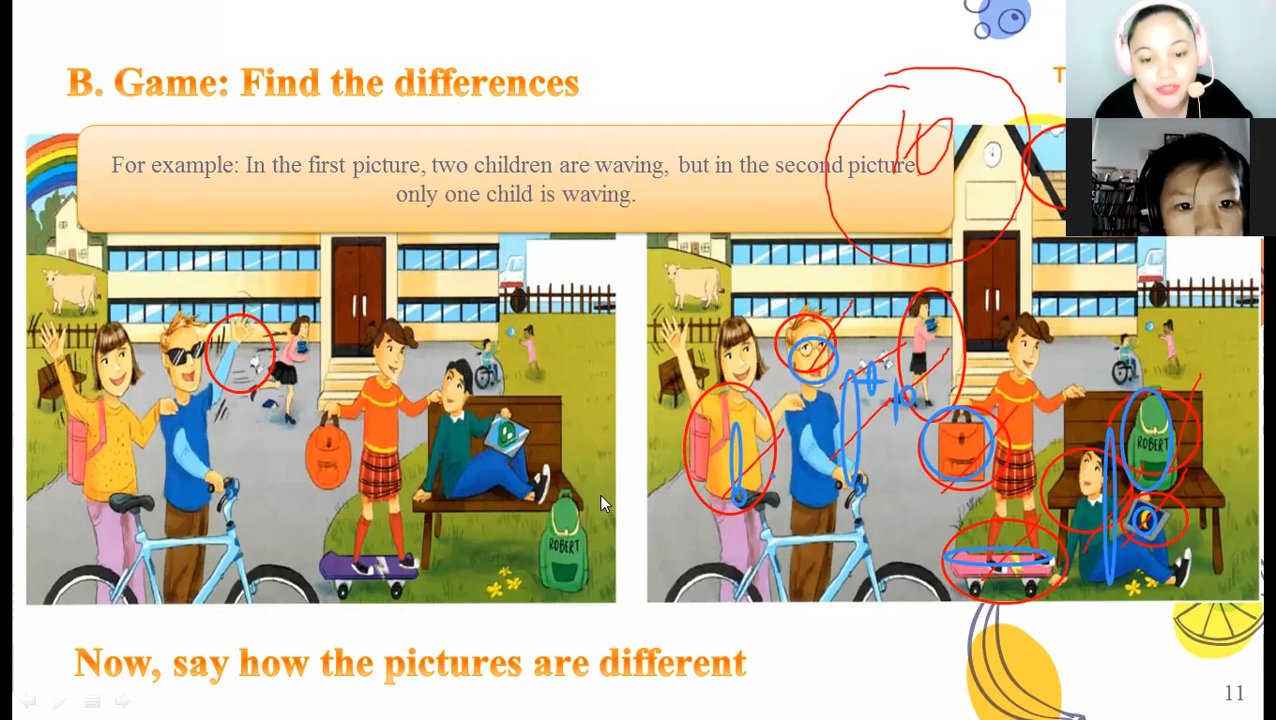 B. Game: Find the differences
T
For example: In the first picture, two children are waving, but in the second picture,
only one child is waving.
10
ROBERT
ROBERT
Now, say how the pictures are different
11